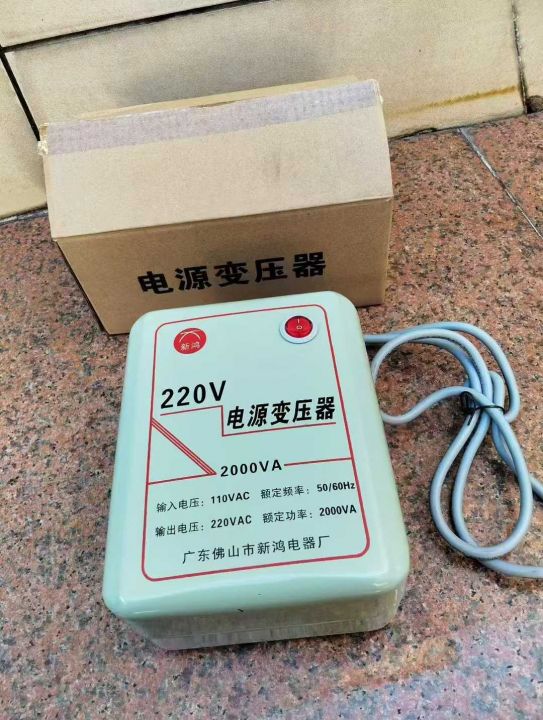 电源变压器
新鸿
220V
电源变压器
2000VA
输入电压：110VAC 额定频率：50/60Hz
输出电压：220VAC 额定功率：2000VA
广东佛山市新鸿电器厂